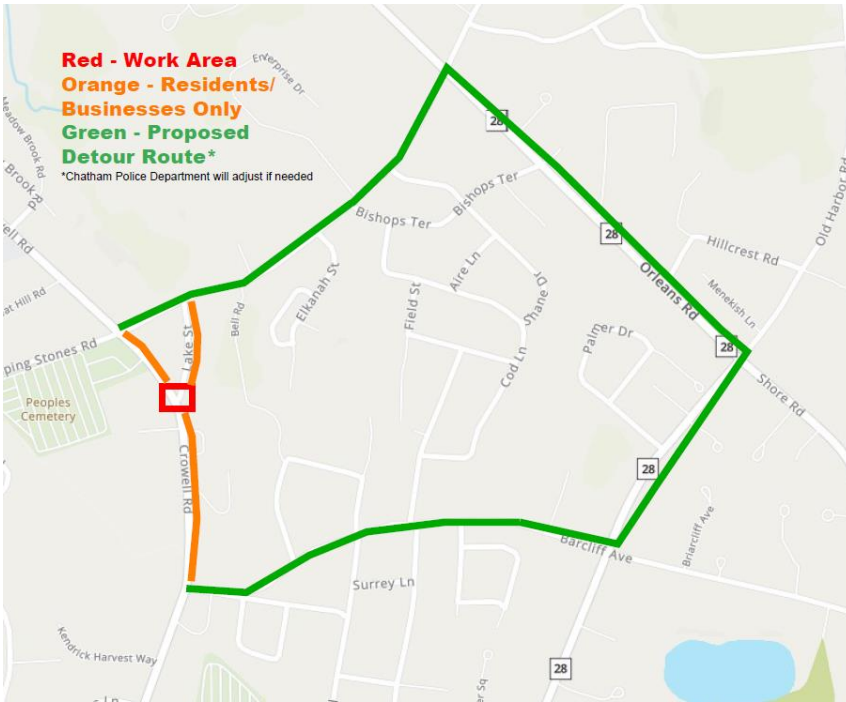 Red - Work Area
Orange - Residents/
Businesses Only
Green - Proposed
Detour Route*
*Chatham Police Department will adjust if needed
Enterprise Dr
Meadow Brook Rd
Brook Rd
ell Rd
at Hill Rd
ping Stones Rd
Peoples
Cemetery
Lake St
Bell Rd
Elkanah St
Bishops Ter
Bishops Ter
Field St
Aire Ln
Shane Dr
Cod Ln
28
28
Orleans Rd
Hillcrest Rd
Old Harbor Rd
Menekish Ln
Palmer Dr
28
Shore Rd
Crowell Rd
28
Barcliff Ave
Briarcliff Ave
Surrey Ln
Kendrick Harvest Way
28
er Sq
s Ln